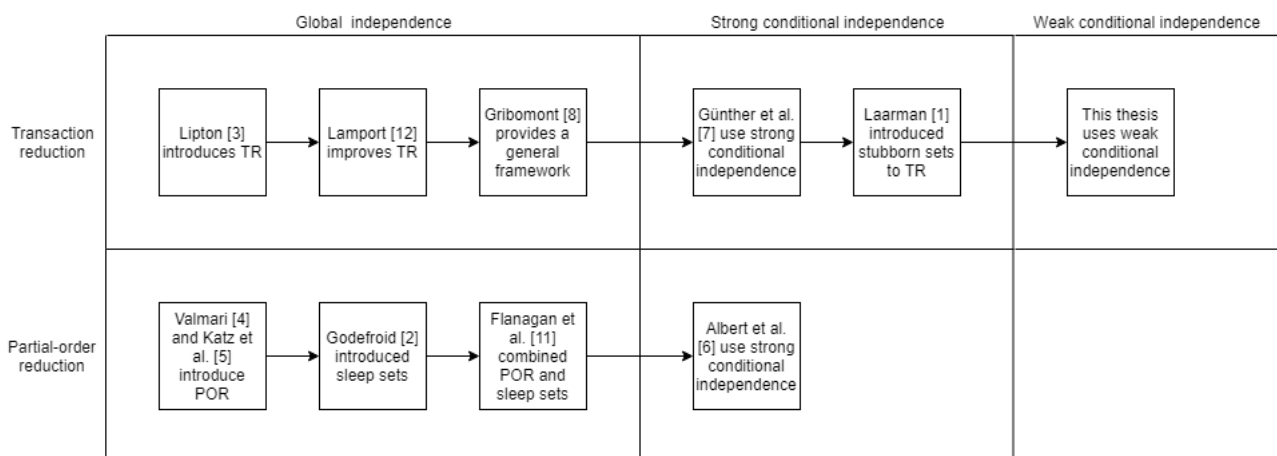 Global independence
Strong conditional independence
Weak conditional independence
Transaction
reduction
Lipton [3]
introduces TR
Lamport [12]
improves TR
Gribomont [8]
provides a
general
framework
Günther et al.
[7] use strong
conditional
independence
Laarman [1]
introduced
stubborn sets
to TR
This thesis
uses weak
conditional
independence
Partial-order
reduction
Valmari [4]
and Katz et
al. [5]
introduce
POR
Godefroid [2]
introduced
sleep sets
Flanagan et
al. [11]
combined
POR and
sleep sets
Albert et al.
[6] use strong
conditional
independence